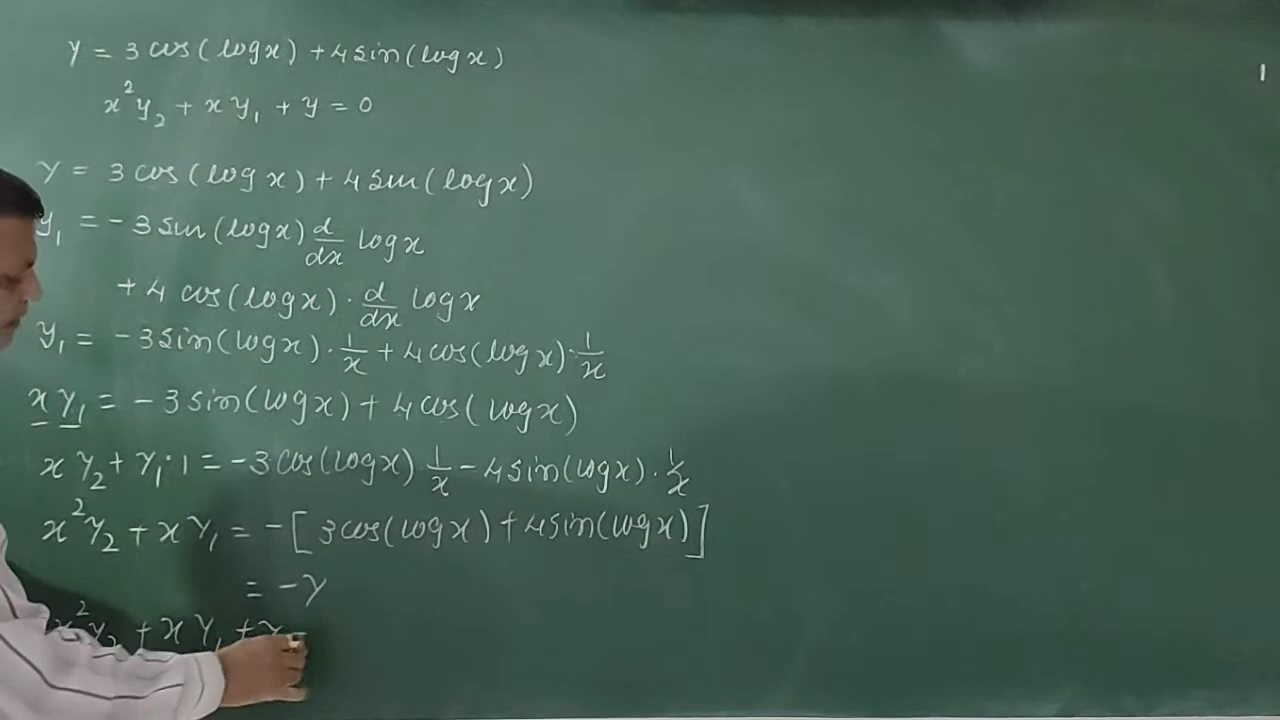 y = 3 cos(log x) + 4 sin(log x)
x² y₂ + x y₁ + y = 0
y = 3 cos(log x) + 4 sin(log x)
y₁ = - 3 sin(log x) d/dx log x
+ 4 cos(log x) · d/dx log x
y₁ = - 3 sin(log x) · 1/x + 4 cos(log x) · 1/x
x y₁ = - 3 sin(log x) + 4 cos(log x)
x y₂ + y₁ · 1 = - 3 cos(log x) 1/x - 4 sin(log x) · 1/x
x² y₂ + x y₁ = - [3 cos(log x) + 4 sin(log x)]
= - y
x² y₂ + x y₁ + y =